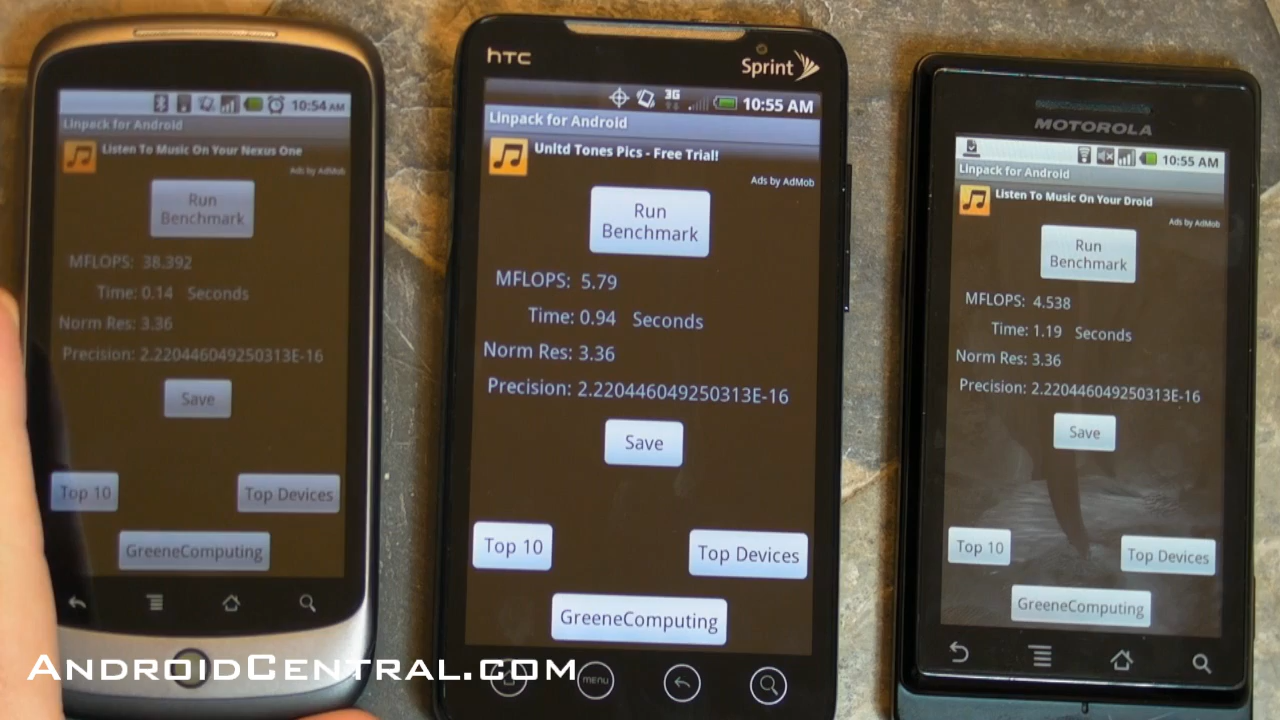 10:54 AM
Linpack for Android
Listen To Music On Your Nexus One
Ads by AdMob
Run
Benchmark
MFLOPS: 38.392
Time: 0.14 Seconds
Norm Res: 3.36
Precision: 2.220446049250313E-16
Save
Top 10
Top Devices
GreeneComputing
hTC
Sprint
3G
10:55 AM
Linpack for Android
Unltd Tones Pics - Free Trial!
Ads by AdMob
Run
Benchmark
MFLOPS: 5.79
Time: 0.94 Seconds
Norm Res: 3.36
Precision: 2.220446049250313E-16
Save
Top 10
Top Devices
GreeneComputing
menu
MOTOROLA
10:55 AM
Linpack for Android
Listen To Music On Your Droid
Ads by AdMob
Run
Benchmark
MFLOPS: 4.538
Time: 1.19 Seconds
Norm Res: 3.36
Precision: 2.220446049250313E-16
Save
Top 10
Top Devices
GreeneComputing
ANDROIDCENTRAL.COM